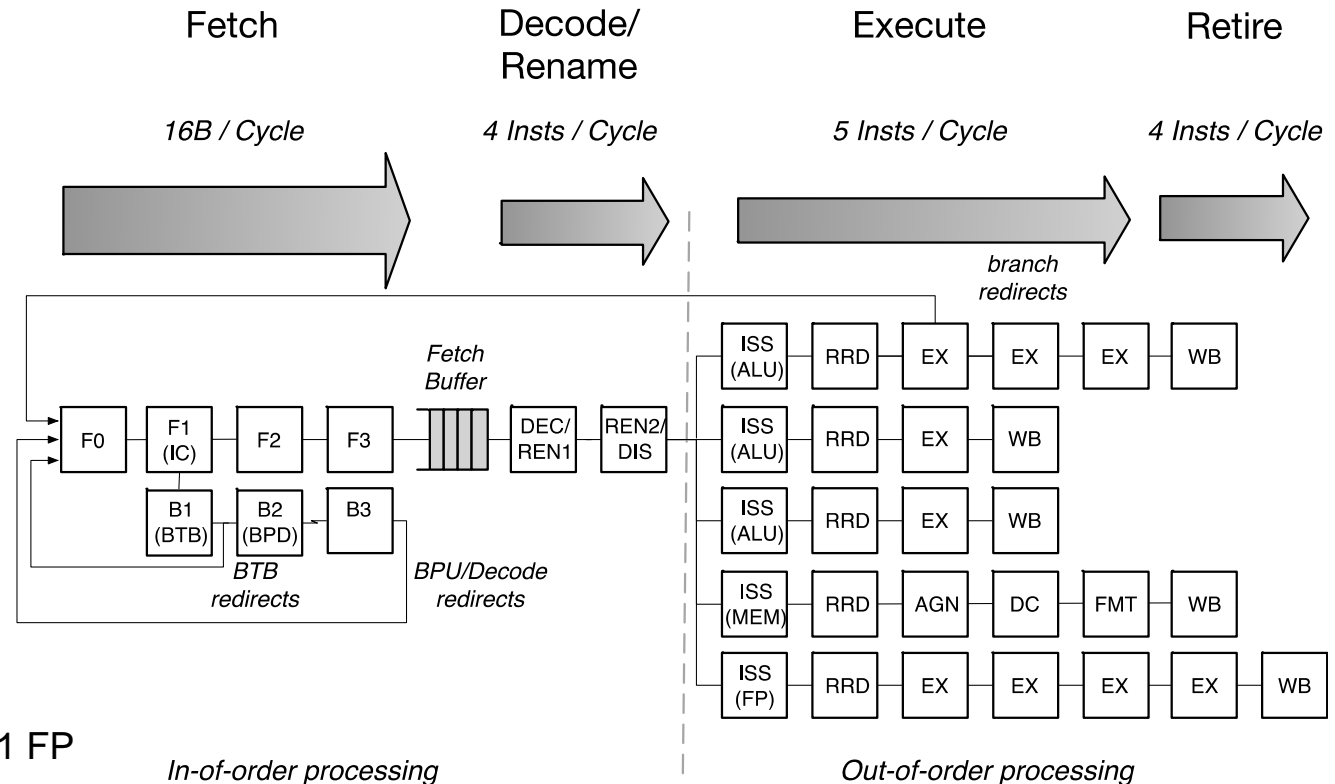 Fetch
Decode/
Rename
Execute
Retire
16B / Cycle
4 Insts / Cycle
5 Insts / Cycle
4 Insts / Cycle
branch
redirects
Fetch
Buffer
ISS
(ALU)
RRD
EX
EX
EX
WB
F0
F1
(IC)
F2
F3
DEC/
REN1
REN2/
DIS
ISS
(ALU)
RRD
EX
WB
B1
(BTB)
B2
(BPD)
B3
ISS
(ALU)
RRD
EX
WB
BTB
redirects
BPU/Decode
redirects
ISS
(MEM)
RRD
AGN
DC
FMT
WB
ISS
(FP)
RRD
EX
EX
EX
EX
WB
1 FP
In-of-order processing
Out-of-order processing